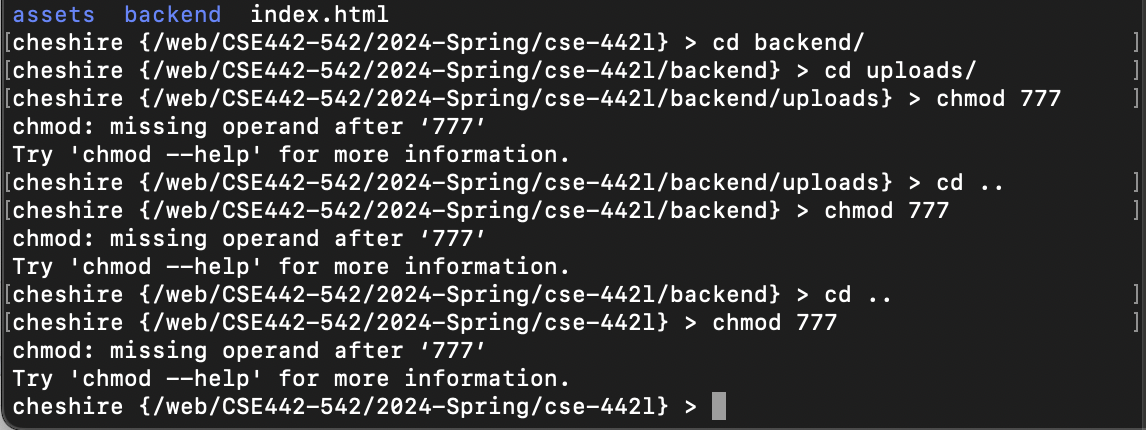 assets  backend  index.html
[cheshire {/web/CSE442-542/2024-Spring/cse-442l} > cd backend/ ]
[cheshire {/web/CSE442-542/2024-Spring/cse-442l/backend} > cd uploads/ ]
[cheshire {/web/CSE442-542/2024-Spring/cse-442l/backend/uploads} > chmod 777 ]
chmod: missing operand after ‘777’
Try 'chmod --help' for more information.
[cheshire {/web/CSE442-542/2024-Spring/cse-442l/backend/uploads} > cd .. ]
[cheshire {/web/CSE442-542/2024-Spring/cse-442l/backend} > chmod 777 ]
chmod: missing operand after ‘777’
Try 'chmod --help' for more information.
[cheshire {/web/CSE442-542/2024-Spring/cse-442l/backend} > cd .. ]
[cheshire {/web/CSE442-542/2024-Spring/cse-442l} > chmod 777 ]
chmod: missing operand after ‘777’
Try 'chmod --help' for more information.
cheshire {/web/CSE442-542/2024-Spring/cse-442l} >